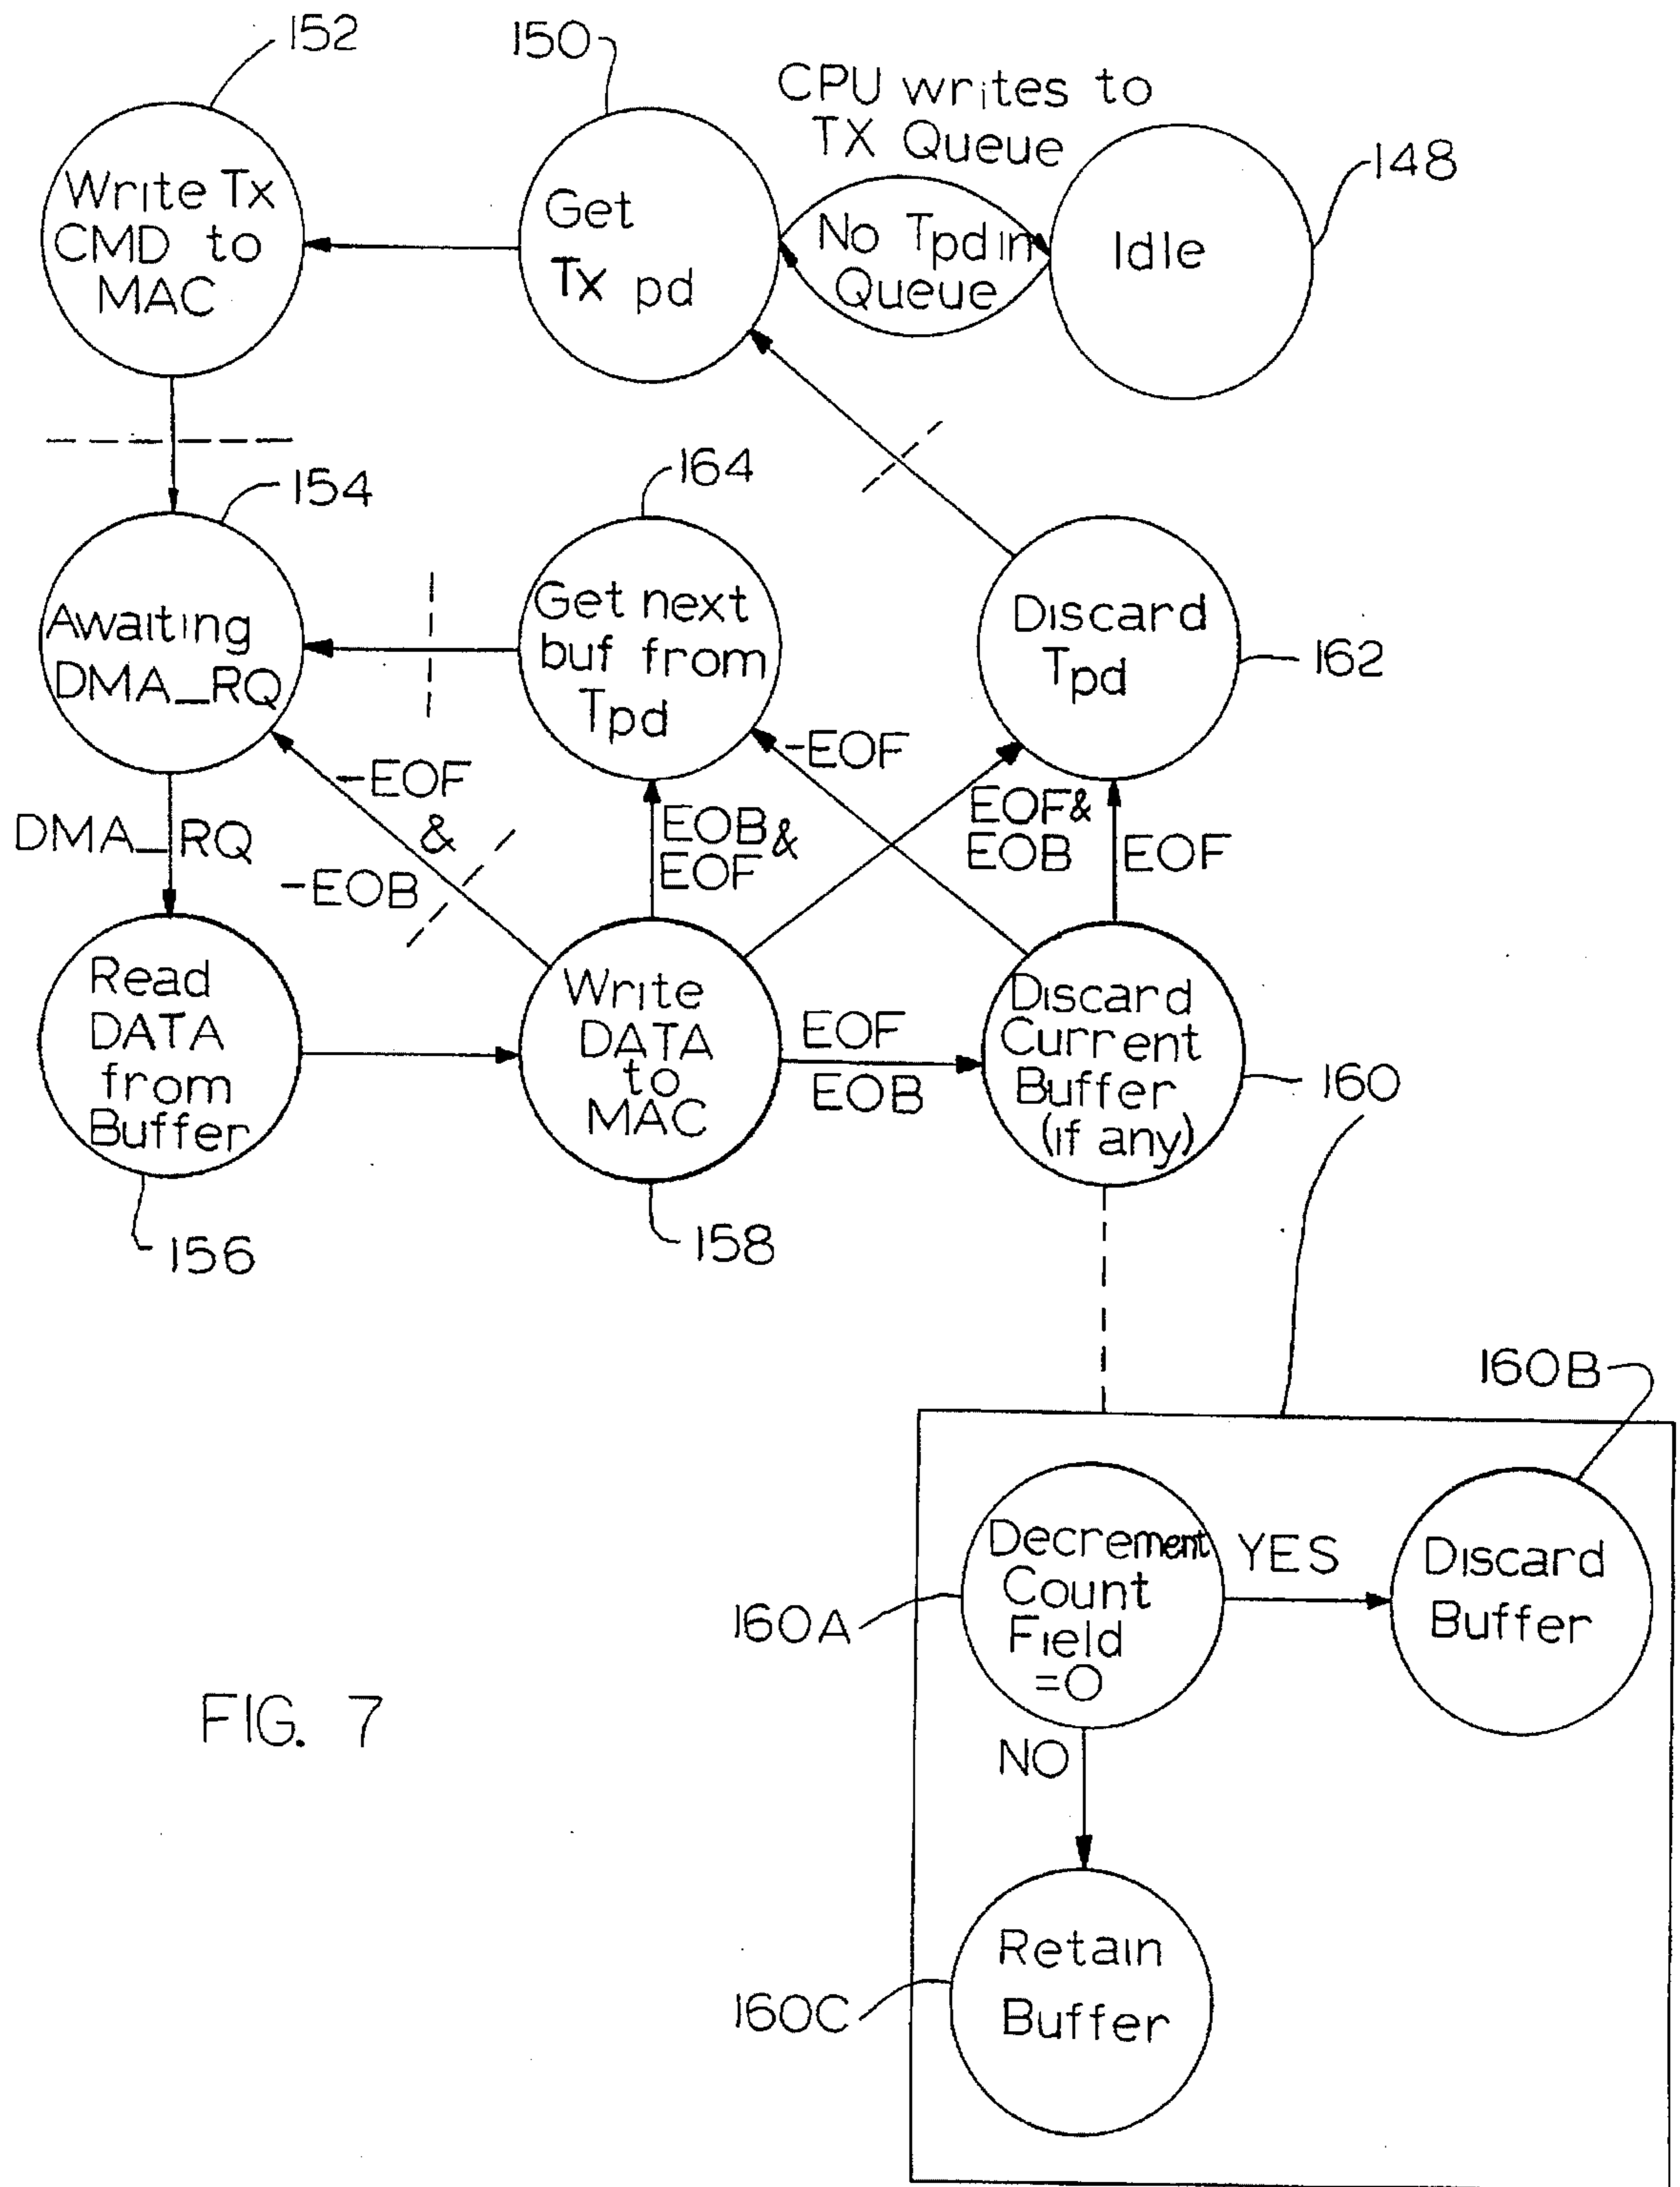 152
150
CPU writes to
TX Queue
148
Write Tx
CMD to
MAC
Get
Tx pd
No Tpd in
Queue
Idle
154
164
Awaiting
DMA_RQ
Get next
buf from
Tpd
Discard
Tpd
162
DMA_RQ
-EOF
&
-EOB
EOB &
EOF
-EOF
EOF&
EOB
EOF
Read
DATA
from
Buffer
Write
DATA
to
MAC
EOF
EOB
Discard
Current
Buffer
(if any)
160
156
158
160B
Decrement
Count
Field
=0
YES
Discard
Buffer
160A
NO
FIG. 7
Retain
Buffer
160C